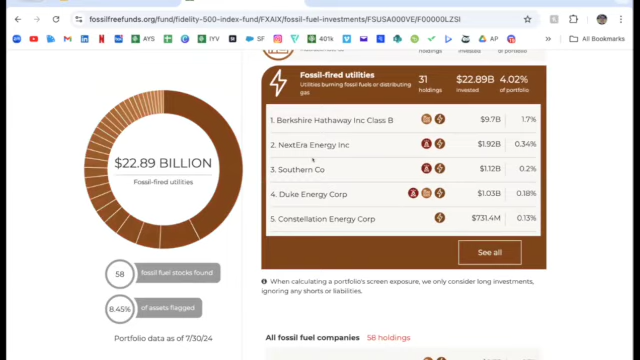 fossilfreefunds.org/fund/fidelity-500-index-fund/FXAIX/fossil-fuel-investments/FSUSA000VE/F00000LZSI
AYS
IYV
SF
401k
AP
All Bookmarks
Fossil-fired utilities
Utilities burning fossil fuels or distributing gas
31
holdings
$22.89B
invested
4.02%
of portfolio
1. Berkshire Hathaway Inc Class B $9.7B 1.7%
2. NextEra Energy Inc $1.92B 0.34%
3. Southern Co $1.12B 0.2%
4. Duke Energy Corp $1.03B 0.18%
5. Constellation Energy Corp $731.4M 0.13%
See all
$22.89 BILLION
Fossil-fired utilities
58 fossil fuel stocks found
8.45% of assets flagged
Portfolio data as of 7/30/24
When calculating a portfolio's screen exposure, we only consider long investments,
ignoring any shorts or liabilities.
All fossil fuel companies 58 holdings